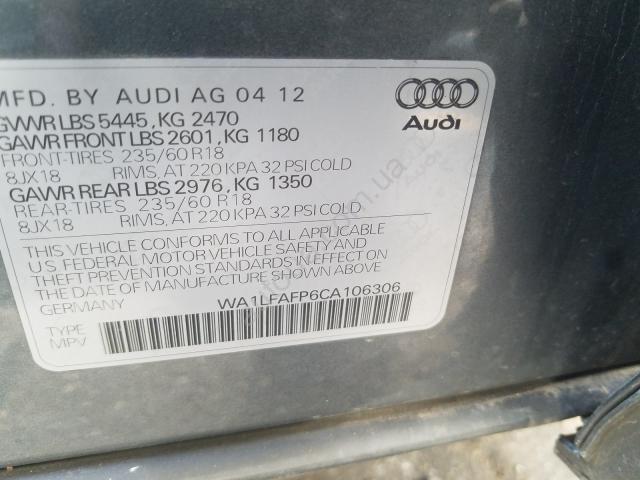 MFD. BY AUDI AG 04 12
GVWR LBS 5445, KG 2470
GAWR FRONT LBS 2601, KG 1180
FRONT-TIRES 235/60 R18
8JX18 RIMS, AT 220 KPA 32 PSI COLD
GAWR REAR LBS 2976, KG 1350
REAR-TIRES 235/60 R18
8JX18 RIMS, AT 220 KPA 32 PSI COLD
THIS VEHICLE CONFORMS TO ALL APPLICABLE
US FEDERAL MOTOR VEHICLE SAFETY AND
THEFT PREVENTION STANDARDS IN EFFECT ON
THE DATE OF MANUFACTURE SHOWN ABOVE.
GERMANY WA1LFAFP6CA106306
TYPE
MPV
Audi